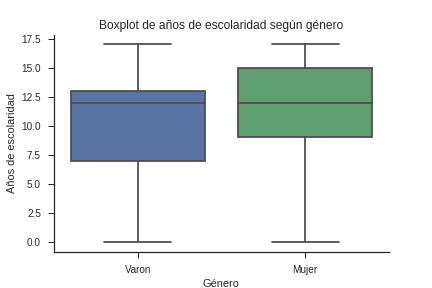 Boxplot de años de escolaridad según género
17.5
15.0
12.5
10.0
7.5
5.0
2.5
0.0
Años de escolaridad
Varon
Mujer
Género